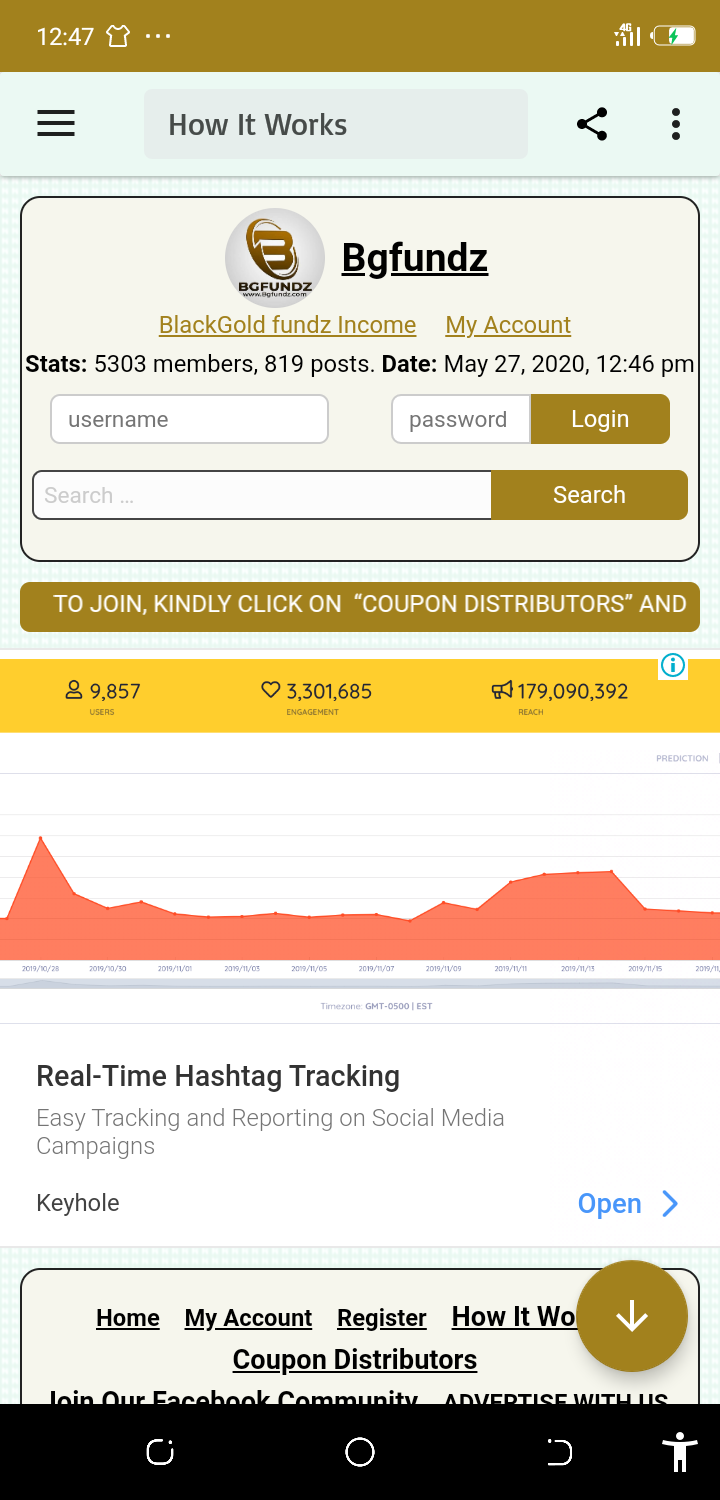 12:47 4G
How It Works
BGFUNDZ
www.Bgfundz.com
Bgfundz
BlackGold fundz Income My Account
Stats: 5303 members, 819 posts. Date: May 27, 2020, 12:46 pm
username password Login
Search ... Search
TO JOIN, KINDLY CLICK ON “COUPON DISTRIBUTORS” AND
9,857 3,301,685 179,090,392
USERS ENGAGEMENT REACH
PREDICTION
2019/10/28 2019/10/30 2019/11/01 2019/11/03 2019/11/05 2019/11/07 2019/11/09 2019/11/11 2019/11/13 2019/11/15 2019/11/
Timezone: GMT-0500 | EST
Real-Time Hashtag Tracking
Easy Tracking and Reporting on Social Media
Campaigns
Keyhole Open
Home My Account Register How It Wo
Coupon Distributors
Join Our Facebook Community ADVERTISE WITH US